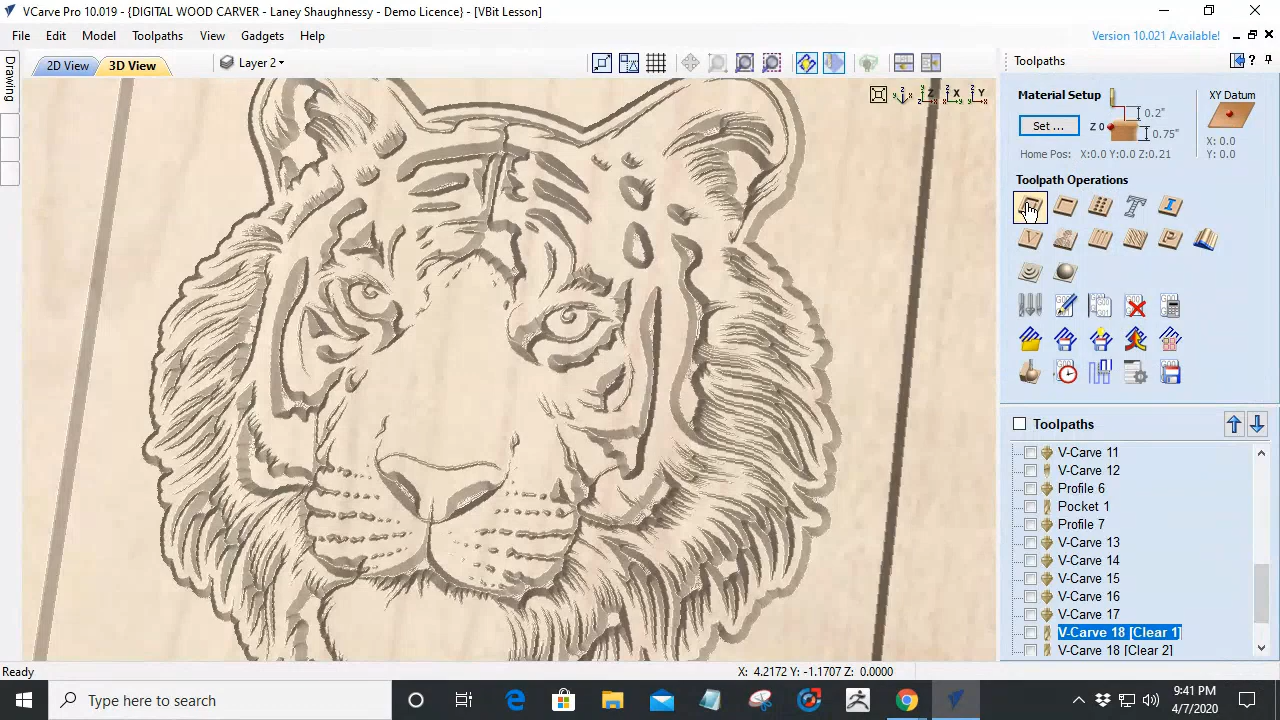 VCarve Pro 10.019 - {DIGITAL WOOD CARVER - Laney Shaughnessy - Demo Licence} - [VBit Lesson]
File Edit Model Toolpaths View Gadgets Help
Version 10.021 Available!
2D View 3D View Layer 2
Drawing
Toolpaths
Material Setup
Set ...
Z 0
0.2"
0.75"
XY Datum
X: 0.0
Y: 0.0
Home Pos: X:0.0 Y:0.0 Z:0.21
Toolpath Operations
Toolpaths
V-Carve 11
V-Carve 12
Profile 6
Pocket 1
Profile 7
V-Carve 13
V-Carve 14
V-Carve 15
V-Carve 16
V-Carve 17
V-Carve 18 [Clear 1]
V-Carve 18 [Clear 2]
Ready
X: 4.2172 Y: -1.1707 Z: 0.0000
Type here to search
9:41 PM
4/7/2020